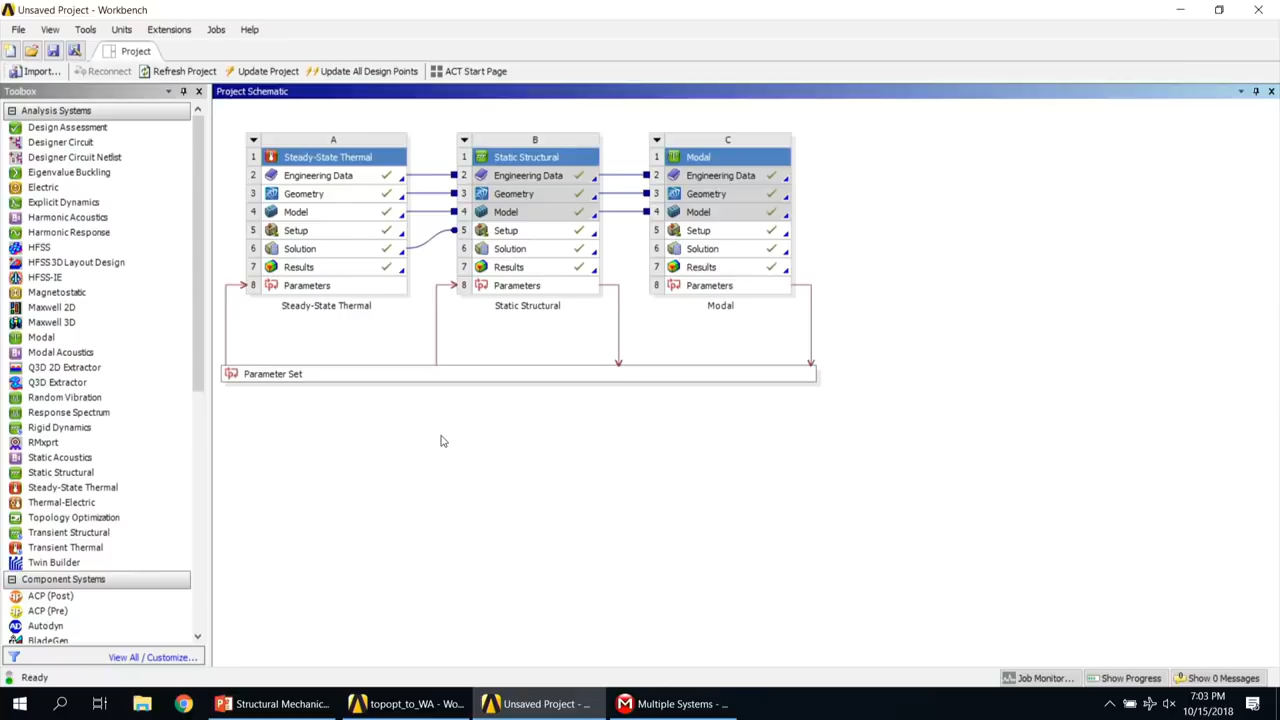 Unsaved Project - Workbench
File View Tools Units Extensions Jobs Help
Project
Import... Reconnect Refresh Project Update Project Update All Design Points ACT Start Page
Toolbox
Project Schematic
Analysis Systems
Design Assessment
Designer Circuit
Designer Circuit Netlist
Eigenvalue Buckling
Electric
Explicit Dynamics
Harmonic Acoustics
Harmonic Response
HFSS
HFSS 3D Layout Design
HFSS-IE
Magnetostatic
Maxwell 2D
Maxwell 3D
Modal
Modal Acoustics
Q3D 2D Extractor
Q3D Extractor
Random Vibration
Response Spectrum
Rigid Dynamics
RMxprt
Static Acoustics
Static Structural
Steady-State Thermal
Thermal-Electric
Topology Optimization
Transient Structural
Transient Thermal
Twin Builder
Component Systems
ACP (Post)
ACP (Pre)
Autodyn
BladeGen
View All / Customize...
A
1 Steady-State Thermal
2 Engineering Data
3 Geometry
4 Model
5 Setup
6 Solution
7 Results
8 Parameters
Steady-State Thermal
B
1 Static Structural
2 Engineering Data
3 Geometry
4 Model
5 Setup
6 Solution
7 Results
8 Parameters
Static Structural
C
1 Modal
2 Engineering Data
3 Geometry
4 Model
5 Setup
6 Solution
7 Results
8 Parameters
Modal
Parameter Set
Ready
Job Monitor... Show Progress Show 0 Messages
Structural Mechanic... topopt_to_WA - Wo... Unsaved Project - ... Multiple Systems - ...
7:03 PM
10/15/2018